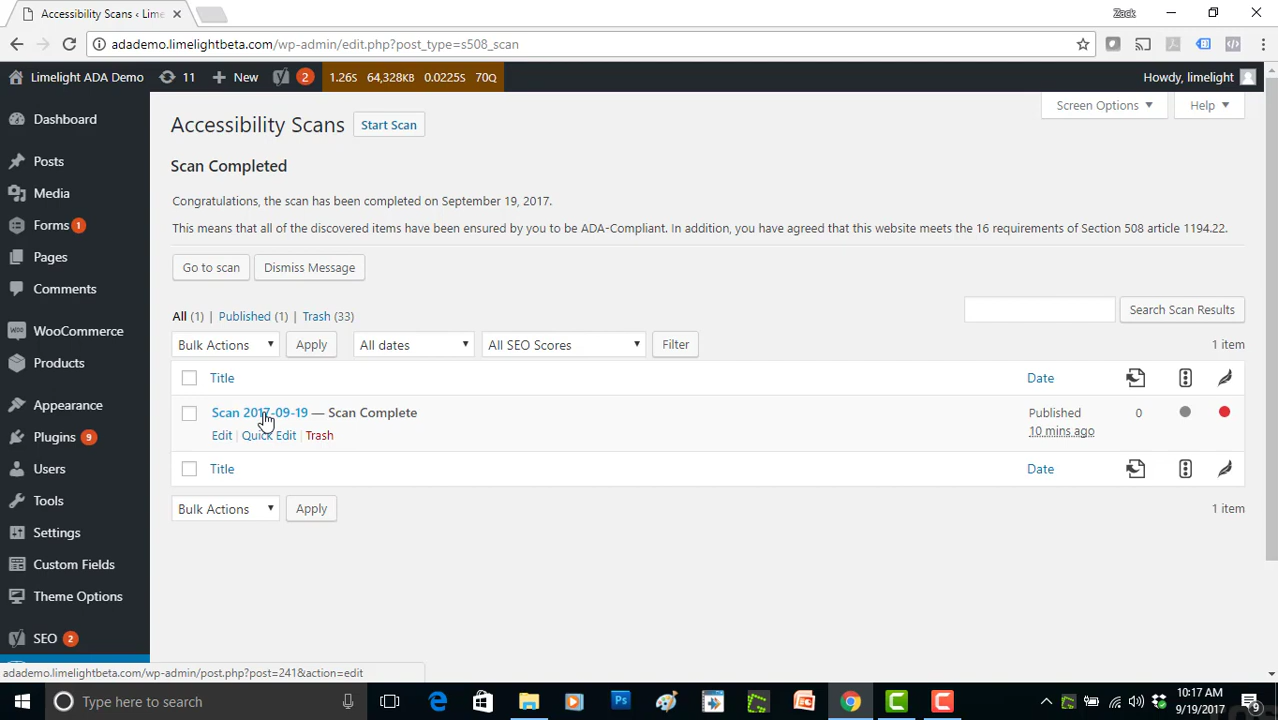 Accessibility Scans ‹ Lime
Zack
adademo.limelightbeta.com/wp-admin/edit.php?post_type=s508_scan
Limelight ADA Demo 11 New 2 1.26S 64,328KB 0.0225S 70Q Howdy, limelight
Screen Options Help
Dashboard
Posts
Media
Forms 1
Pages
Comments
WooCommerce
Products
Appearance
Plugins 9
Users
Tools
Settings
Custom Fields
Theme Options
SEO 2
Accessibility Scans Start Scan
Scan Completed
Congratulations, the scan has been completed on September 19, 2017.
This means that all of the discovered items have been ensured by you to be ADA-Compliant. In addition, you have agreed that this website meets the 16 requirements of Section 508 article 1194.22.
Go to scan Dismiss Message
All (1) | Published (1) | Trash (33)
Search Scan Results
Bulk Actions Apply All dates All SEO Scores Filter 1 item
Title Date
Scan 2017-09-19 — Scan Complete Published 0
Edit | Quick Edit | Trash 10 mins ago
Title Date
Bulk Actions Apply 1 item
adademo.limelightbeta.com/wp-admin/post.php?post=241&action=edit
Type here to search
10:17 AM
9/19/2017
9